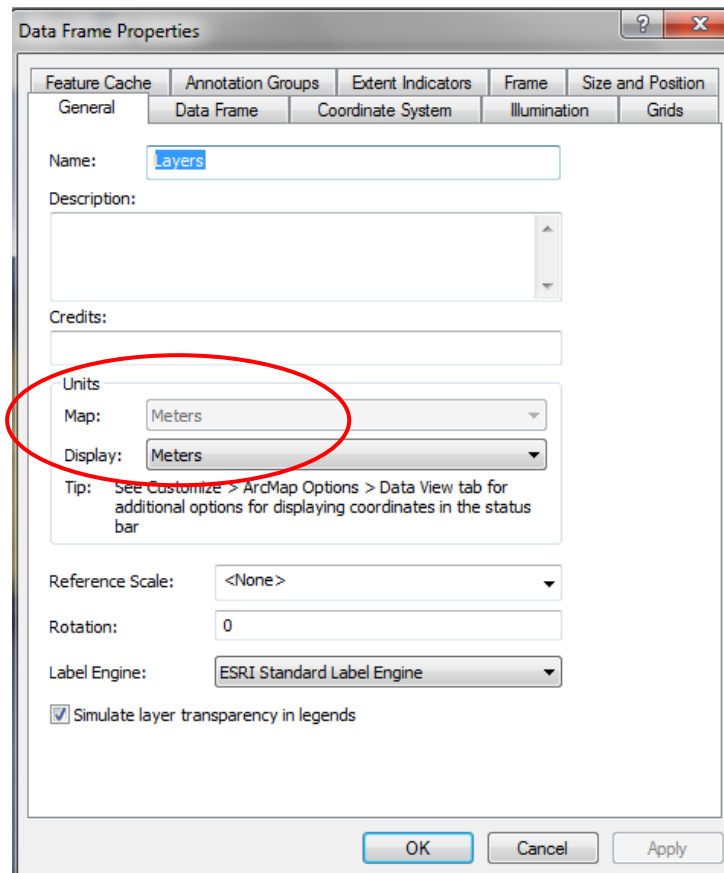 Data Frame Properties
?
X
Feature Cache Annotation Groups Extent Indicators Frame Size and Position
General Data Frame Coordinate System Illumination Grids
Name: Layers
Description:
Credits:
Units
Map: Meters
Display: Meters
Tip: See Customize > ArcMap Options > Data View tab for
additional options for displaying coordinates in the status
bar
Reference Scale: <None>
Rotation: 0
Label Engine: ESRI Standard Label Engine
Simulate layer transparency in legends
OK Cancel Apply